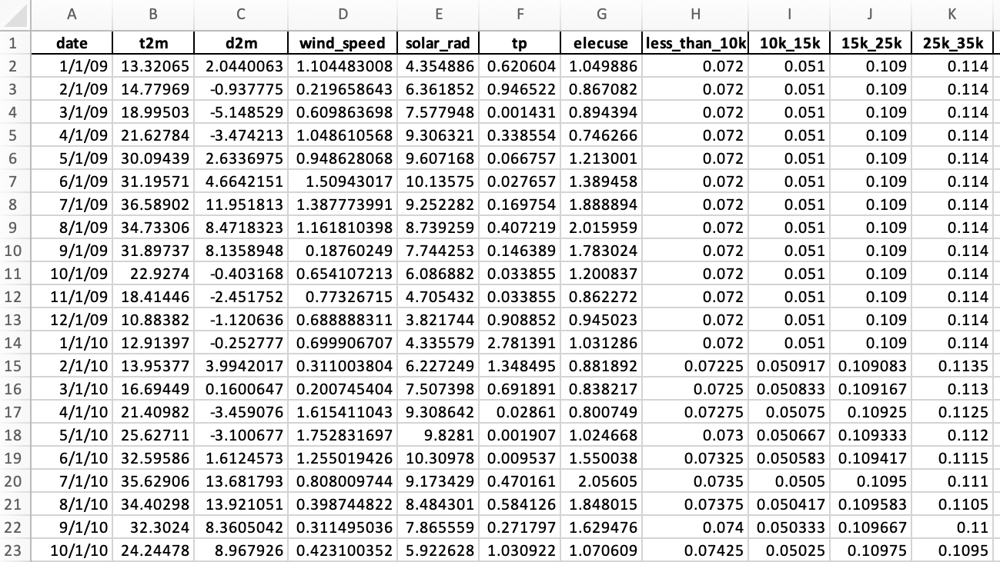 A B C D E F G H I J K
1 date t2m d2m wind_speed solar_rad tp elecuse less_than_10k 10k_15k 15k_25k 25k_35k
2 1/1/09 13.32065 2.0440063 1.104483008 4.354886 0.620604 1.049886 0.072 0.051 0.109 0.114
3 2/1/09 14.77969 -0.937775 0.219658643 6.361852 0.946522 0.867082 0.072 0.051 0.109 0.114
4 3/1/09 18.99503 -5.148529 0.609863698 7.577948 0.001431 0.894394 0.072 0.051 0.109 0.114
5 4/1/09 21.62784 -3.474213 1.048610568 9.306321 0.338554 0.746266 0.072 0.051 0.109 0.114
6 5/1/09 30.09439 2.6336975 0.948628068 9.607168 0.066757 1.213001 0.072 0.051 0.109 0.114
7 6/1/09 31.19571 4.6642151 1.50943017 10.13575 0.027657 1.389458 0.072 0.051 0.109 0.114
8 7/1/09 36.58902 11.951813 1.387773991 9.252282 0.169754 1.888894 0.072 0.051 0.109 0.114
9 8/1/09 34.73306 8.4718323 1.161810398 8.739259 0.407219 2.015959 0.072 0.051 0.109 0.114
10 9/1/09 31.89737 8.1358948 0.18760249 7.744253 0.146389 1.783024 0.072 0.051 0.109 0.114
11 10/1/09 22.9274 -0.403168 0.654107213 6.086882 0.033855 1.200837 0.072 0.051 0.109 0.114
12 11/1/09 18.41446 -2.451752 0.77326715 4.705432 0.033855 0.862272 0.072 0.051 0.109 0.114
13 12/1/09 10.88382 -1.120636 0.688888311 3.821744 0.908852 0.945023 0.072 0.051 0.109 0.114
14 1/1/10 12.91397 -0.252777 0.699906707 4.335579 2.781391 1.031286 0.072 0.051 0.109 0.114
15 2/1/10 13.95377 3.9942017 0.311003804 6.227249 1.348495 0.881892 0.07225 0.050917 0.109083 0.1135
16 3/1/10 16.69449 0.1600647 0.200745404 7.507398 0.691891 0.838217 0.0725 0.050833 0.109167 0.113
17 4/1/10 21.40982 -3.459076 1.615411043 9.308642 0.02861 0.800749 0.07275 0.05075 0.10925 0.1125
18 5/1/10 25.62711 -3.100677 1.752831697 9.8281 0.001907 1.024668 0.073 0.050667 0.109333 0.112
19 6/1/10 32.59586 1.6124573 1.255019426 10.30978 0.009537 1.550038 0.07325 0.050583 0.109417 0.1115
20 7/1/10 35.62906 13.681793 0.808009744 9.173429 0.470161 2.05605 0.0735 0.0505 0.1095 0.111
21 8/1/10 34.40298 13.921051 0.398744822 8.484301 0.584126 1.848015 0.07375 0.050417 0.109583 0.1105
22 9/1/10 32.3024 8.3605042 0.311495036 7.865559 0.271797 1.629476 0.074 0.050333 0.109667 0.11
23 10/1/10 24.24478 8.967926 0.423100352 5.922628 1.030922 1.070609 0.07425 0.05025 0.10975 0.1095